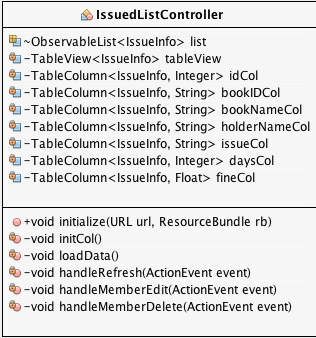 IssuedListController
~ObservableList<IssueInfo> list
-TableView<IssueInfo> tableView
-TableColumn<IssueInfo, Integer> idCol
-TableColumn<IssueInfo, String> bookIDCol
-TableColumn<IssueInfo, String> bookNameCol
-TableColumn<IssueInfo, String> holderNameCol
-TableColumn<IssueInfo, String> issueCol
-TableColumn<IssueInfo, Integer> daysCol
-TableColumn<IssueInfo, Float> fineCol
+void initialize(URL url, ResourceBundle rb)
-void initCol()
-void loadData()
-void handleRefresh(ActionEvent event)
-void handleMemberEdit(ActionEvent event)
-void handleMemberDelete(ActionEvent event)